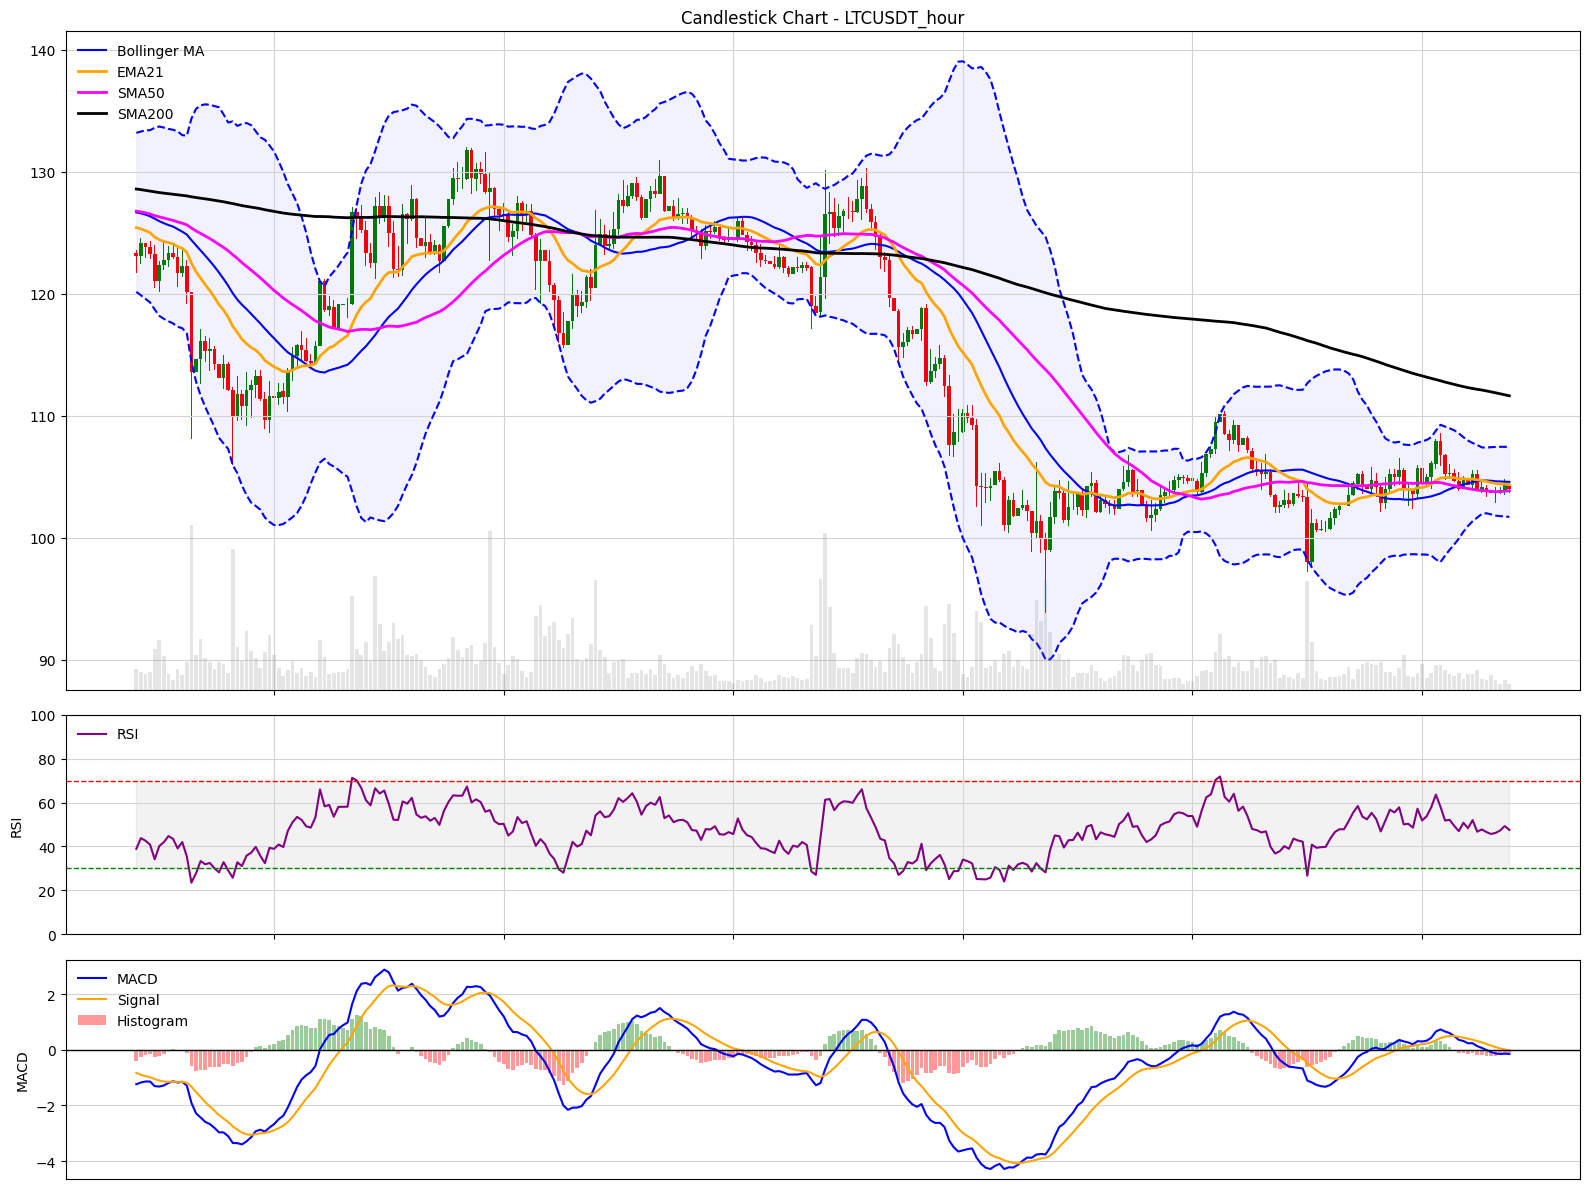 Candlestick Chart - LTCUSDT_hour
Bollinger MA
EMA21
SMA50
SMA200
140
130
120
110
100
90
RSI
RSI
100
80
60
40
20
0
MACD
Signal
Histogram
MACD
2
0
−2
−4